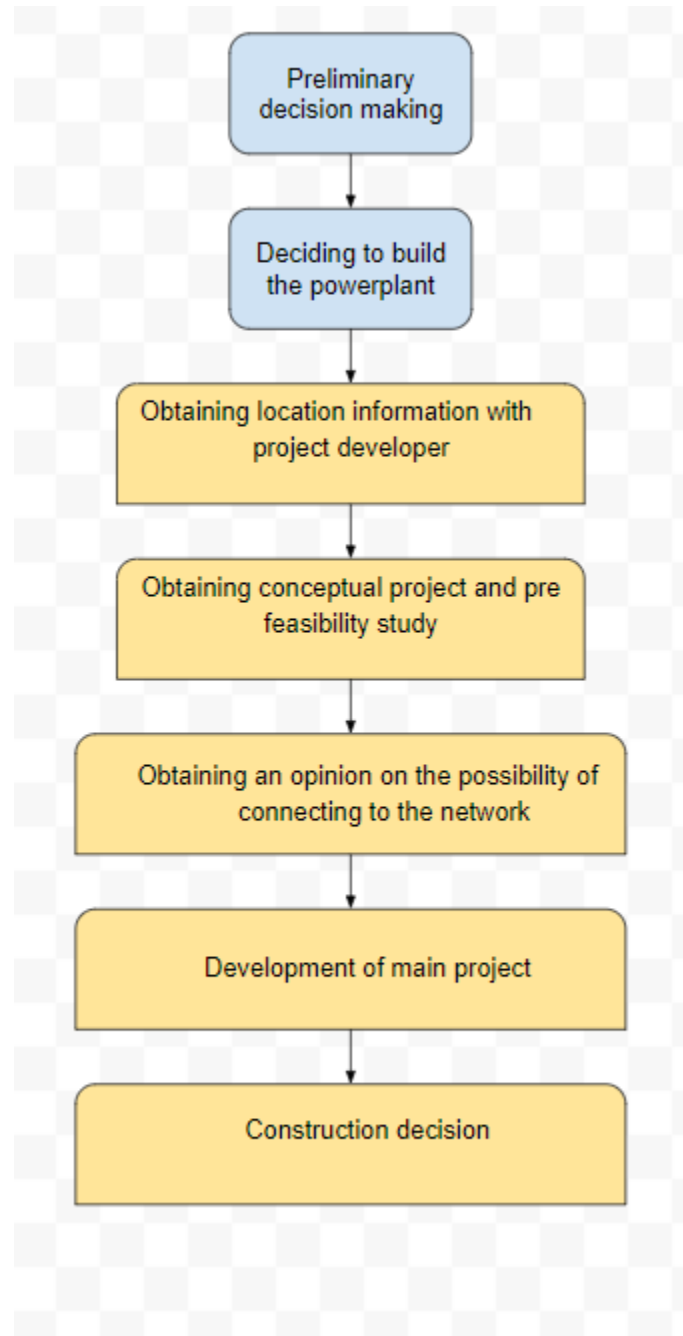 Preliminary
decision making
Deciding to build
the powerplant
Obtaining location information with
project developer
Obtaining conceptual project and pre
feasibility study
Obtaining an opinion on the possibility of
connecting to the network
Development of main project
Construction decision